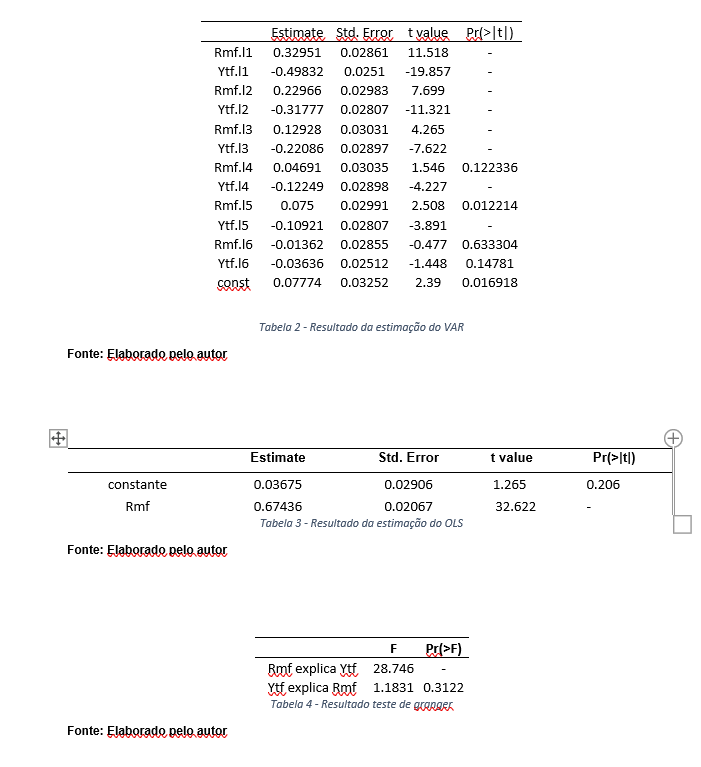 Estimate Std. Error t value Pr(>|t|)
Rmf.l1 0.32951 0.02861 11.518 -
Ytf.l1 -0.49832 0.0251 -19.857 -
Rmf.l2 0.22966 0.02983 7.699 -
Ytf.l2 -0.31777 0.02807 -11.321 -
Rmf.l3 0.12928 0.03031 4.265 -
Ytf.l3 -0.22086 0.02897 -7.622 -
Rmf.l4 0.04691 0.03035 1.546 0.122336
Ytf.l4 -0.12249 0.02898 -4.227 -
Rmf.l5 0.075 0.02991 2.508 0.012214
Ytf.l5 -0.10921 0.02807 -3.891 -
Rmf.l6 -0.01362 0.02855 -0.477 0.633304
Ytf.l6 -0.03636 0.02512 -1.448 0.14781
const 0.07774 0.03252 2.39 0.016918
Tabela 2 - Resultado da estimação do VAR
Fonte: Elaborado pelo autor
Estimate Std. Error t value Pr(>|t|)
constante 0.03675 0.02906 1.265 0.206
Rmf 0.67436 0.02067 32.622 -
Tabela 3 - Resultado da estimação do OLS
Fonte: Elaborado pelo autor
F Pr(>F)
Rmf explica Ytf 28.746 -
Ytf explica Rmf 1.1831 0.3122
Tabela 4 - Resultado teste de granger
Fonte: Elaborado pelo autor